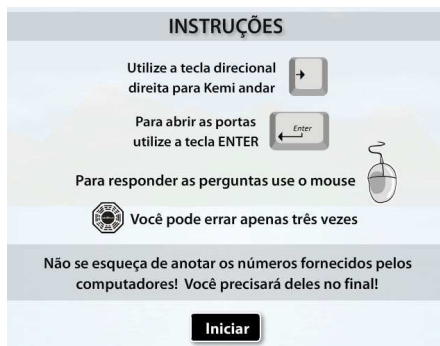 INSTRUÇÕES
Utilize a tecla direcional
direita para Kemi andar
Para abrir as portas
utilize a tecla ENTER
Enter
Para responder as perguntas use o mouse
Você pode errar apenas três vezes
Não se esqueça de anotar os números fornecidos pelos
computadores! Você precisará deles no final!
Iniciar